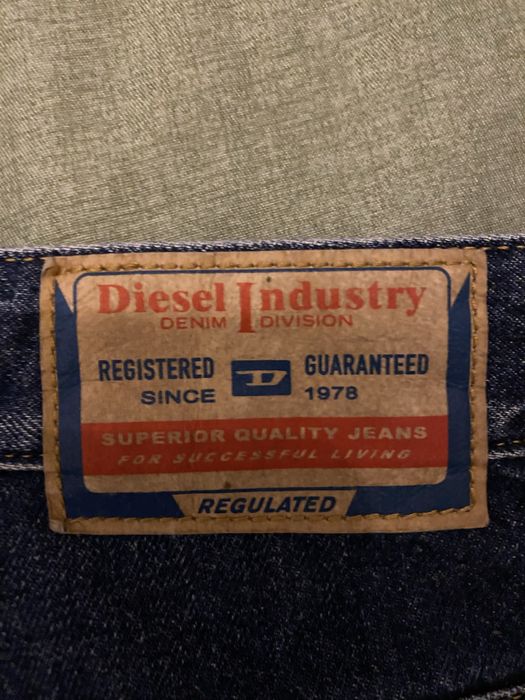 Diesel Industry
DENIM DIVISION
REGISTERED D GUARANTEED
SINCE 1978
SUPERIOR QUALITY JEANS
FOR SUCCESSFUL LIVING
REGULATED